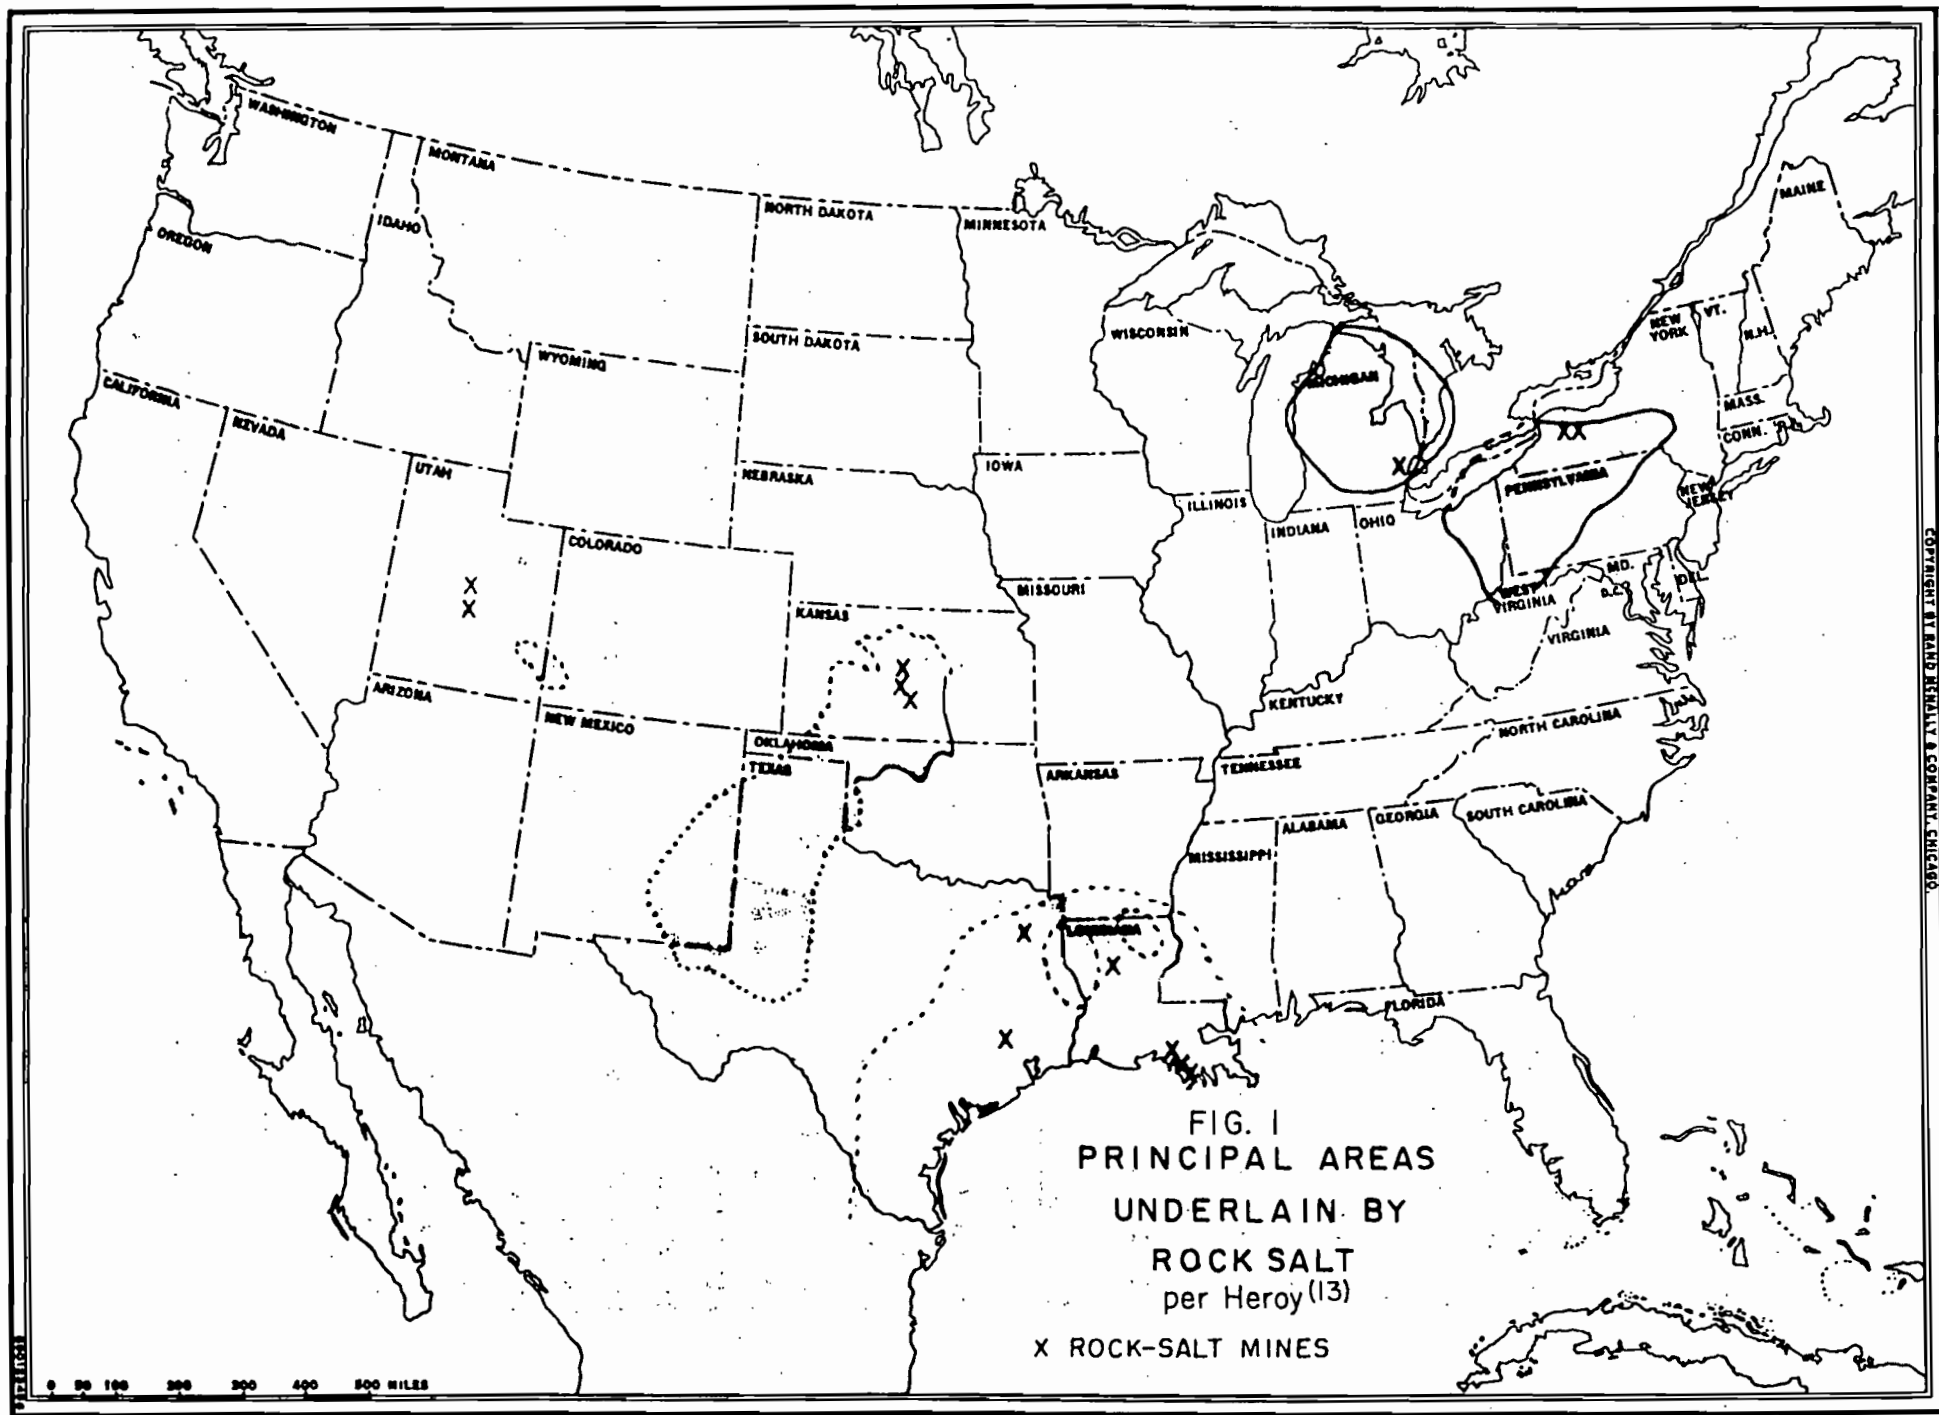 WASHINGTON
MONTANA
NORTH DAKOTA
MINNESOTA
MAINE
IDAHO
OREGON
WISCONSIN
NEW
YORK
VT.
N.H.
SOUTH DAKOTA
WYOMING
MICHIGAN
CALIFORNIA
NEVADA
MASS.
CONN.
UTAH
IOWA
NEBRASKA
PENNSYLVANIA
NEW
JERSEY
ILLINOIS
INDIANA
OHIO
COLORADO
MD.
D.C.
DEL.
MISSOURI
WEST
VIRGINIA
KANSAS
VIRGINIA
ARIZONA
NEW MEXICO
KENTUCKY
NORTH CAROLINA
OKLAHOMA
TEXAS
ARKANSAS
TENNESSEE
SOUTH CAROLINA
ALABAMA
GEORGIA
MISSISSIPPI
LOUISIANA
FLORIDA
X
X
X
X
X
X
X
X X
X
X
X
X
X
X
FIG. 1
PRINCIPAL AREAS
UNDERLAIN BY
ROCK SALT
per Heroy (13)
X ROCK-SALT MINES
0 50 100 200 300 400 500 MILES
COPYRIGHT BY RAND MCNALLY & COMPANY, CHICAGO